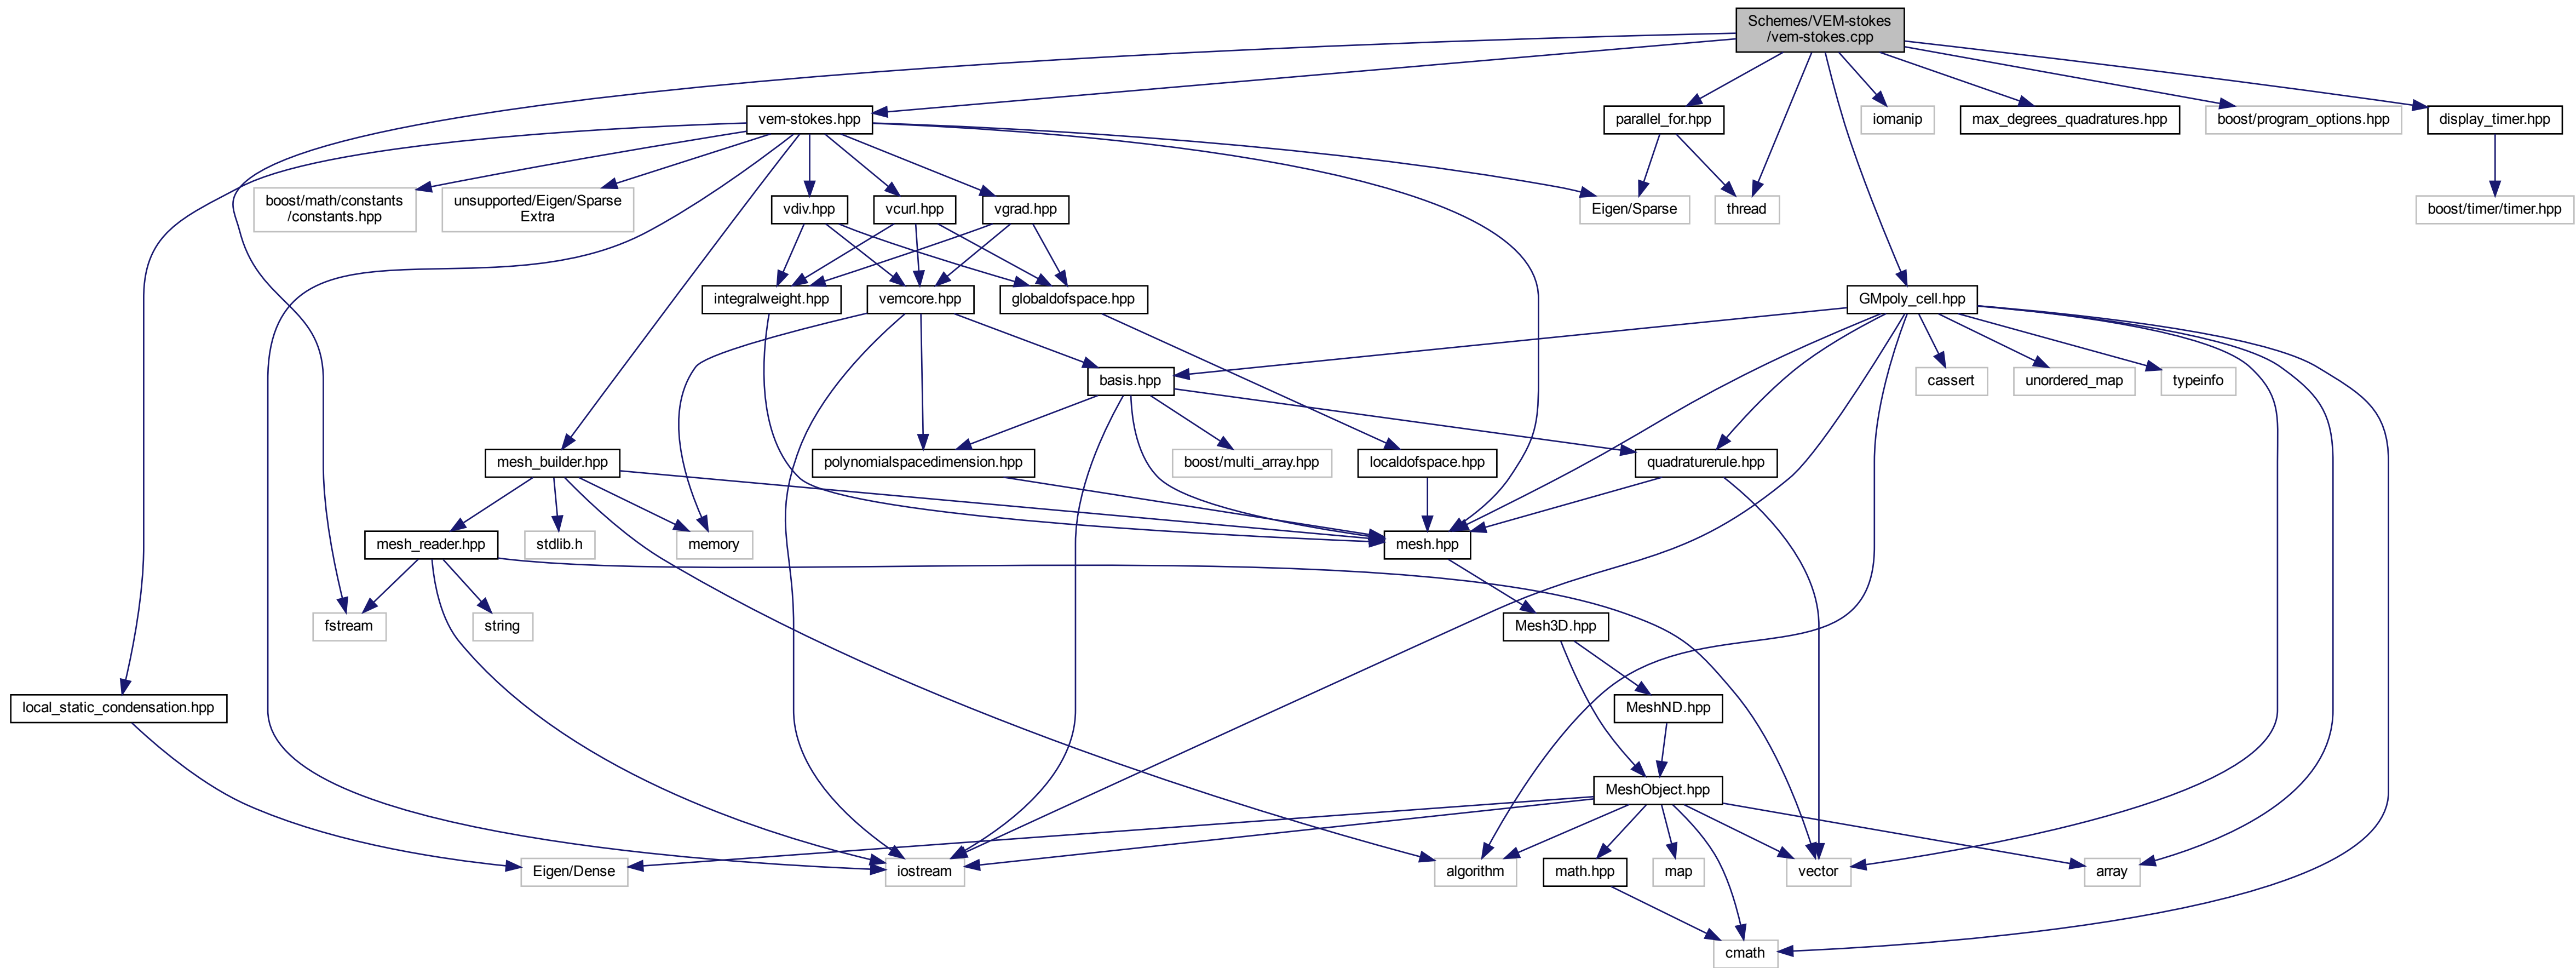 Schemes/VEM-stokes
/vem-stokes.cpp
vem-stokes.hpp
parallel_for.hpp
iomanip
max_degrees_quadratures.hpp
boost/program_options.hpp
display_timer.hpp
boost/math/constants
/constants.hpp
unsupported/Eigen/Sparse
Extra
vdiv.hpp
vcurl.hpp
vgrad.hpp
Eigen/Sparse
thread
boost/timer/timer.hpp
integralweight.hpp
vemcore.hpp
globaldofspace.hpp
GMpoly_cell.hpp
basis.hpp
cassert
unordered_map
typeinfo
mesh_builder.hpp
polynomialspacedimension.hpp
boost/multi_array.hpp
localdofspace.hpp
quadraturerule.hpp
mesh_reader.hpp
stdlib.h
memory
mesh.hpp
fstream
string
Mesh3D.hpp
local_static_condensation.hpp
MeshND.hpp
MeshObject.hpp
Eigen/Dense
iostream
algorithm
math.hpp
map
vector
array
cmath